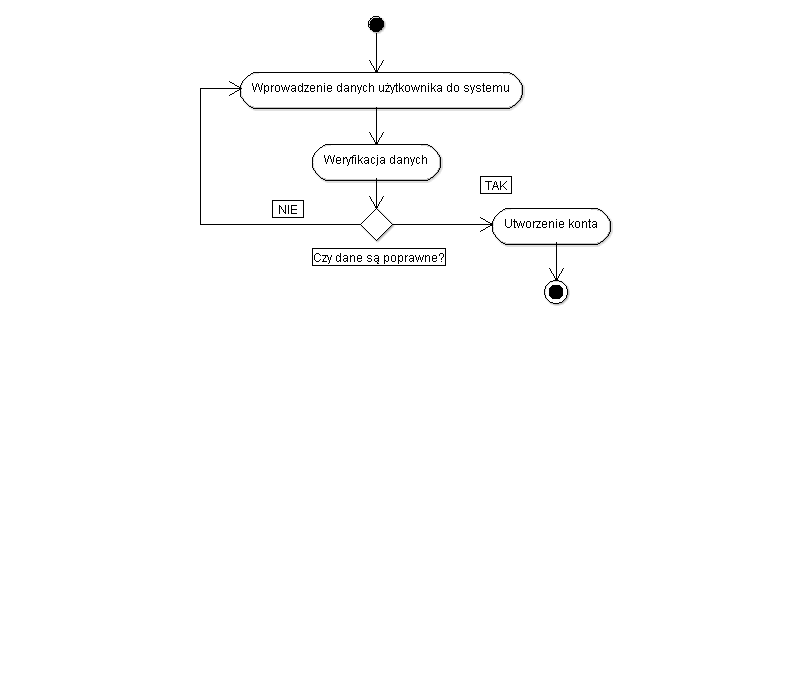 Wprowadzenie danych użytkownika do systemu
Weryfikacja danych
TAK
NIE
Utworzenie konta
Czy dane są poprawne?